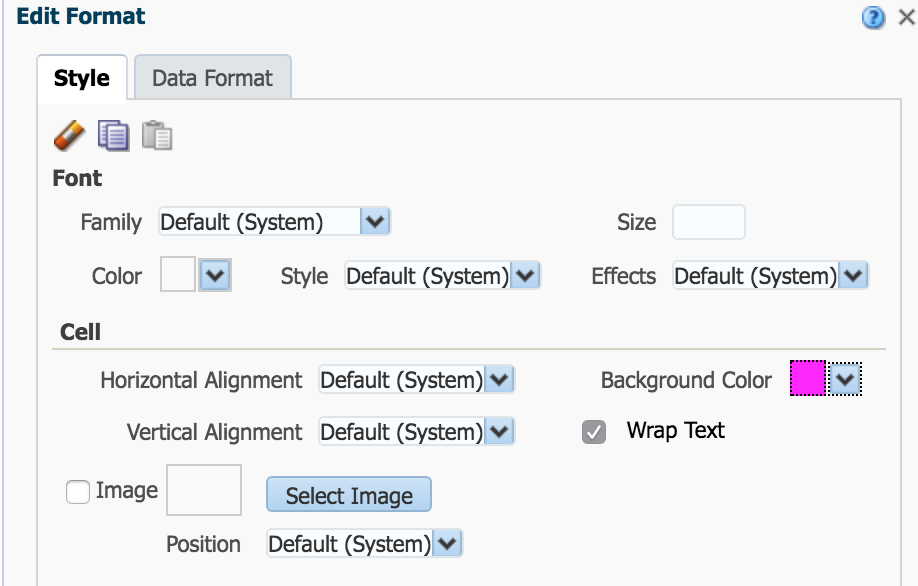 Edit Format
?
Style Data Format
Font
Family Default (System) Size
Color Style Default (System) Effects Default (System)
Cell
Horizontal Alignment Default (System) Background Color
Vertical Alignment Default (System) Wrap Text
Image Select Image
Position Default (System)